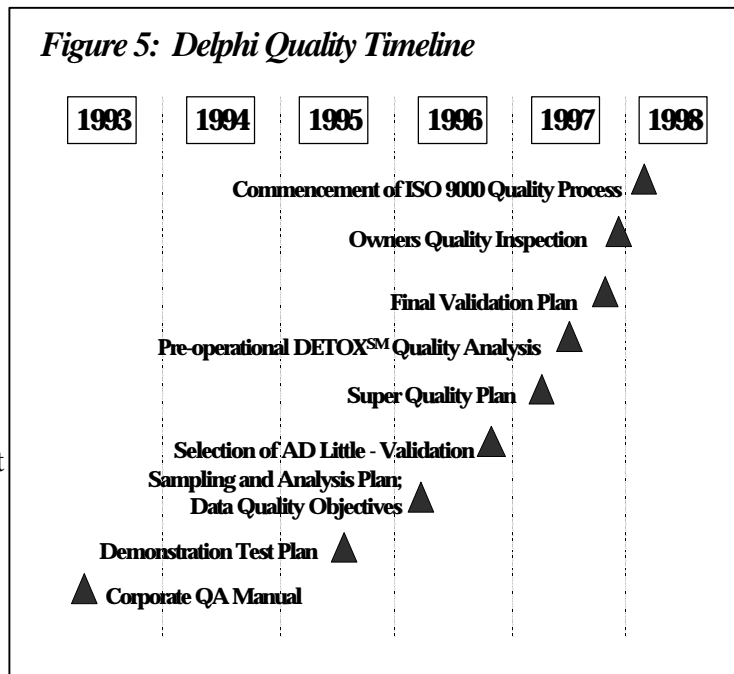 Figure 5: Delphi Quality Timeline
1993 1994 1995 1996 1997 1998
Commencement of ISO 9000 Quality Process
Owners Quality Inspection
Final Validation Plan
Pre-operational DETOX℠ Quality Analysis
Super Quality Plan
Selection of AD Little - Validation
Sampling and Analysis Plan;
Data Quality Objectives
Demonstration Test Plan
Corporate QA Manual
t